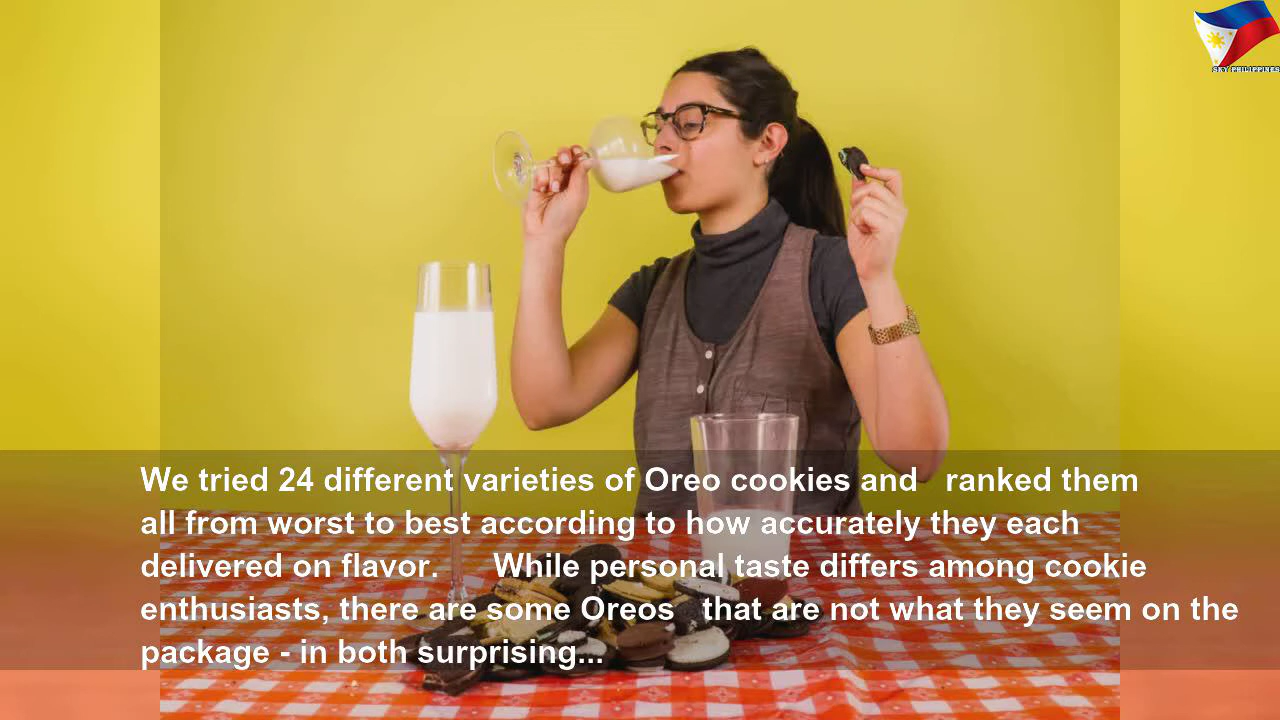 SKY PHILIPPINES
We tried 24 different varieties of Oreo cookies and   ranked them
all from worst to best according to how accurately they each
delivered on flavor.      While personal taste differs among cookie
enthusiasts, there are some Oreos   that are not what they seem on the
package - in both surprising...